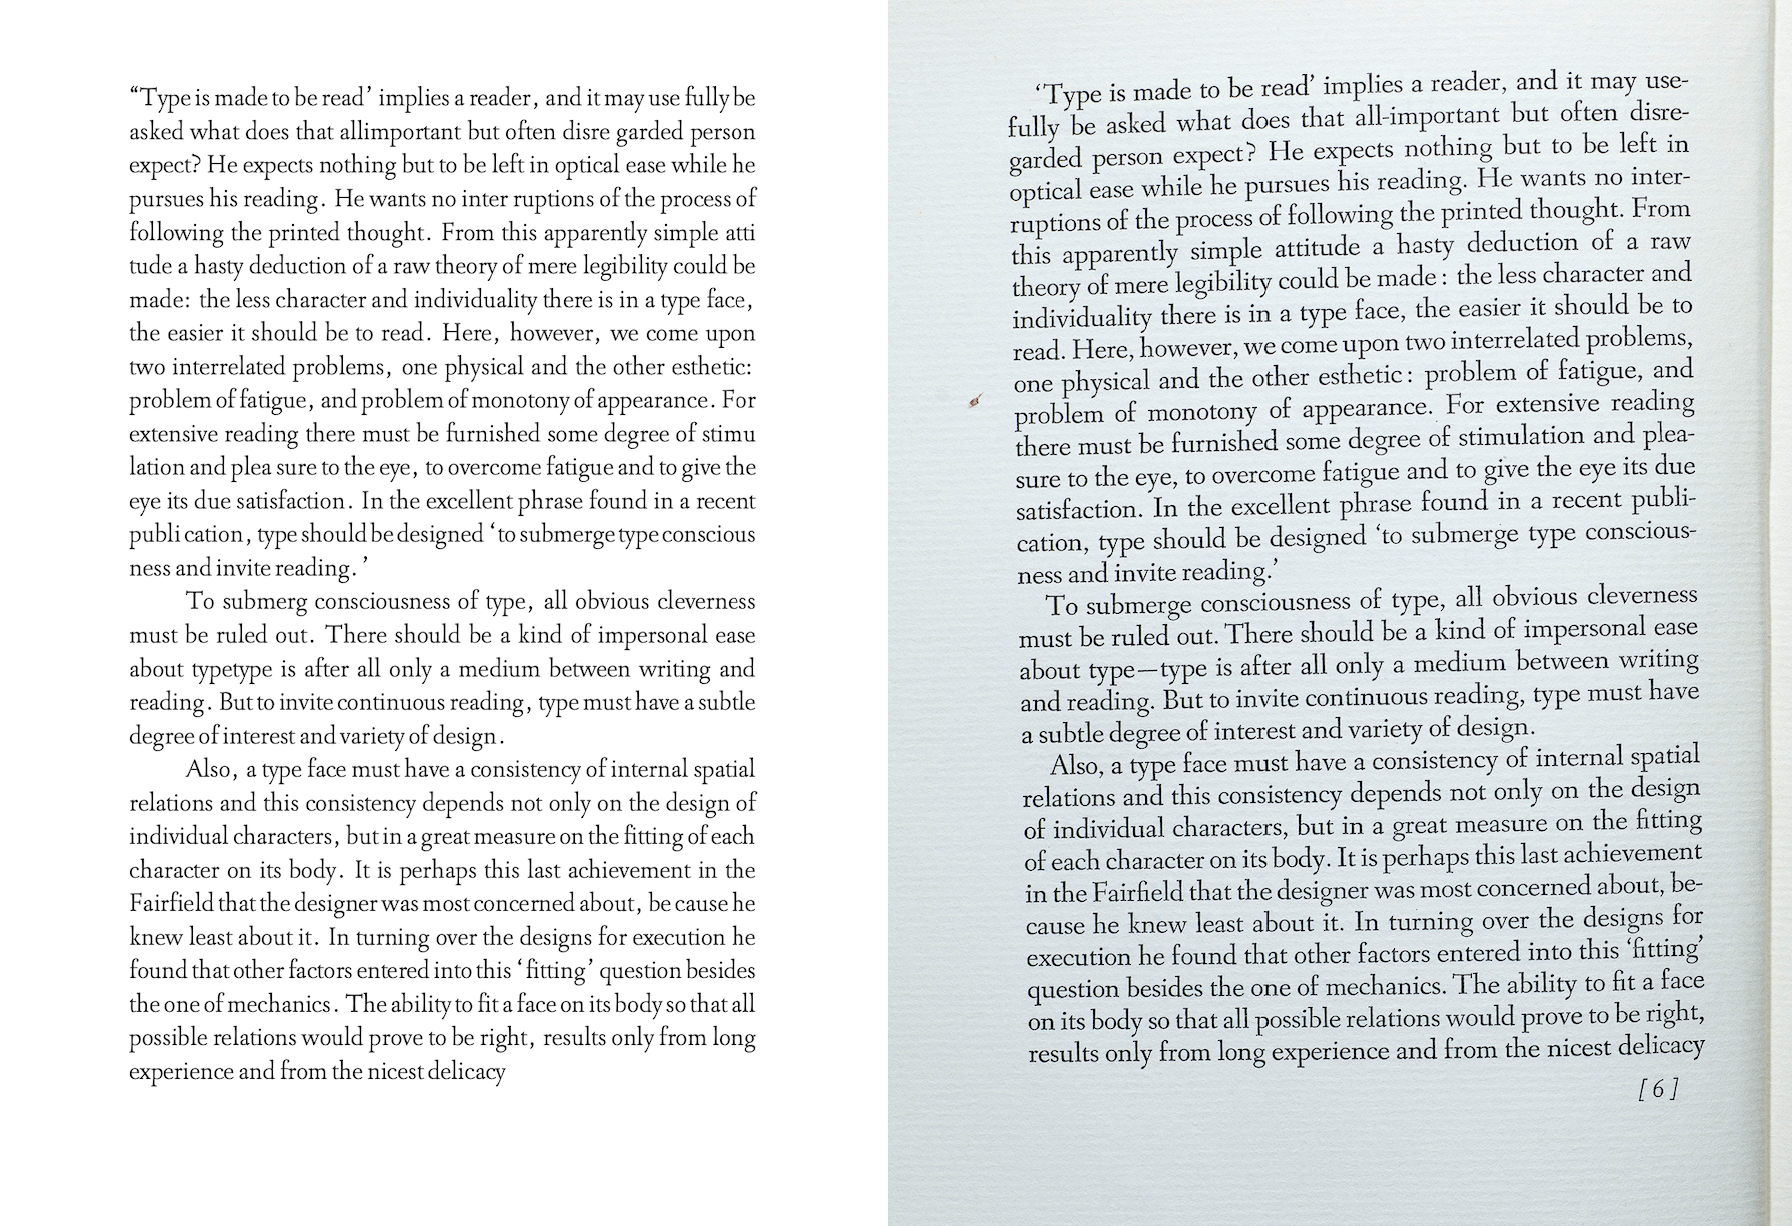 “Type is made to be read’ implies a reader, and it may use fully be
asked what does that allimportant but often disre garded person
expect? He expects nothing but to be left in optical ease while he
pursues his reading. He wants no inter ruptions of the process of
following the printed thought. From this apparently simple atti
tude a hasty deduction of a raw theory of mere legibility could be
made: the less character and individuality there is in a type face,
the easier it should be to read. Here, however, we come upon
two interrelated problems, one physical and the other esthetic:
problem of fatigue, and problem of monotony of appearance. For
extensive reading there must be furnished some degree of stimu
lation and plea sure to the eye, to overcome fatigue and to give the
eye its due satisfaction. In the excellent phrase found in a recent
publi cation, type should be designed ‘to submerge type conscious
ness and invite reading.’
To submerg consciousness of type, all obvious cleverness
must be ruled out. There should be a kind of impersonal ease
about typetype is after all only a medium between writing and
reading. But to invite continuous reading, type must have a subtle
degree of interest and variety of design.
Also, a type face must have a consistency of internal spatial
relations and this consistency depends not only on the design of
individual characters, but in a great measure on the fitting of each
character on its body. It is perhaps this last achievement in the
Fairfield that the designer was most concerned about, be cause he
knew least about it. In turning over the designs for execution he
found that other factors entered into this ‘fitting’ question besides
the one of mechanics. The ability to fit a face on its body so that all
possible relations would prove to be right, results only from long
experience and from the nicest delicacy
‘Type is made to be read’ implies a reader, and it may use-
fully be asked what does that all-important but often disre-
garded person expect? He expects nothing but to be left in
optical ease while he pursues his reading. He wants no inter-
ruptions of the process of following the printed thought. From
this apparently simple attitude a hasty deduction of a raw
theory of mere legibility could be made: the less character and
individuality there is in a type face, the easier it should be to
read. Here, however, we come upon two interrelated problems,
one physical and the other esthetic: problem of fatigue, and
problem of monotony of appearance. For extensive reading
there must be furnished some degree of stimulation and plea-
sure to the eye, to overcome fatigue and to give the eye its due
satisfaction. In the excellent phrase found in a recent publi-
cation, type should be designed ‘to submerge type conscious-
ness and invite reading.’
To submerge consciousness of type, all obvious cleverness
must be ruled out. There should be a kind of impersonal ease
about type—type is after all only a medium between writing
and reading. But to invite continuous reading, type must have
a subtle degree of interest and variety of design.
Also, a type face must have a consistency of internal spatial
relations and this consistency depends not only on the design
of individual characters, but in a great measure on the fitting
of each character on its body. It is perhaps this last achievement
in the Fairfield that the designer was most concerned about, be-
cause he knew least about it. In turning over the designs for
execution he found that other factors entered into this ‘fitting’
question besides the one of mechanics. The ability to fit a face
on its body so that all possible relations would prove to be right,
results only from long experience and from the nicest delicacy
[6]